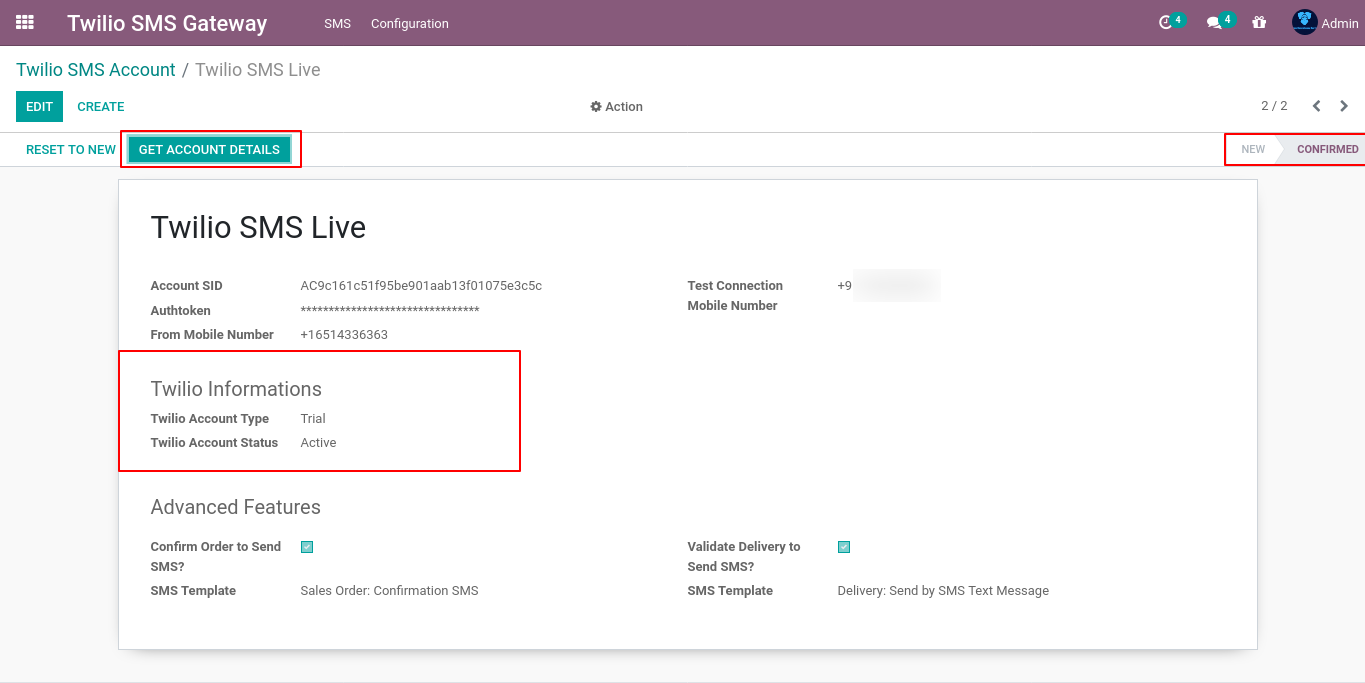 Twilio SMS Gateway SMS Configuration 4 4 Admin
Twilio SMS Account / Twilio SMS Live
EDIT CREATE Action 2 / 2
RESET TO NEW GET ACCOUNT DETAILS NEW CONFIRMED
Twilio SMS Live
Account SID AC9c161c51f95be901aab13f01075e3c5c
Authtoken ********************************
From Mobile Number +16514336363
Test Connection +9
Mobile Number
Twilio Informations
Twilio Account Type Trial
Twilio Account Status Active
Advanced Features
Confirm Order to Send
SMS?
SMS Template Sales Order: Confirmation SMS
Validate Delivery to
Send SMS?
SMS Template Delivery: Send by SMS Text Message